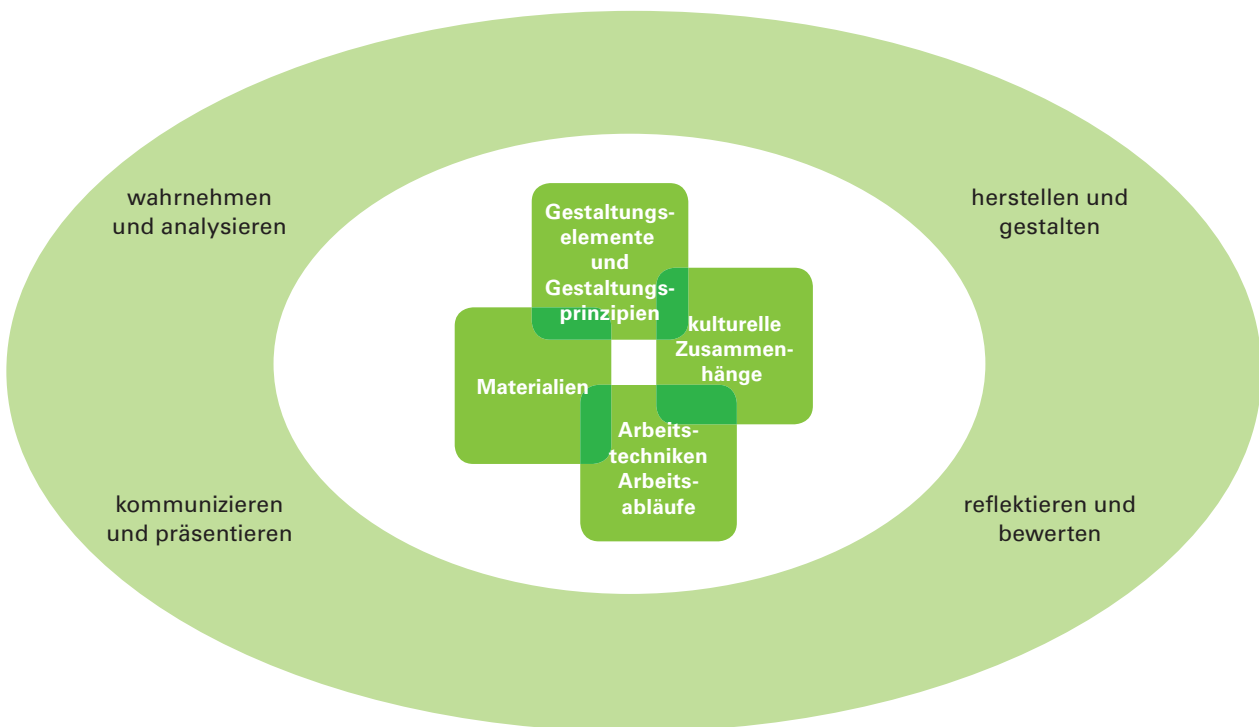 wahrnehmen
und analysieren
herstellen und
gestalten
Gestaltungs-
elemente
und
Gestaltungs-
prinzipien
kulturelle
Zusammen-
hänge
Materialien
Arbeits-
techniken
Arbeits-
abläufe
kommunizieren
und präsentieren
reflektieren und
bewerten